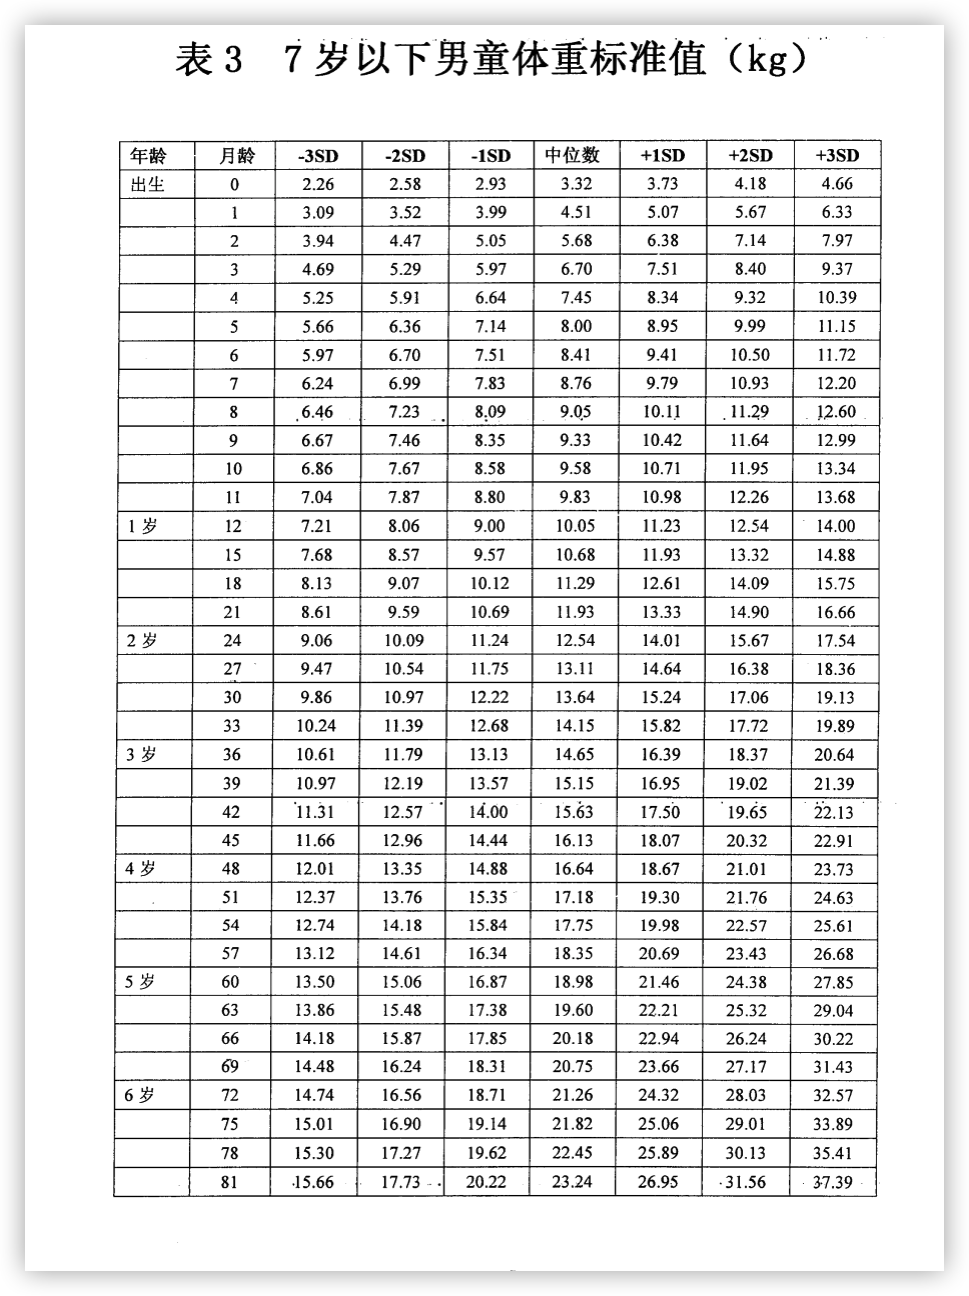 表 3 7 岁以下男童体重标准值（kg）
年龄 月龄 -3SD -2SD -1SD 中位数 +1SD +2SD +3SD
出生 0 2.26 2.58 2.93 3.32 3.73 4.18 4.66
1 3.09 3.52 3.99 4.51 5.07 5.67 6.33
2 3.94 4.47 5.05 5.68 6.38 7.14 7.97
3 4.69 5.29 5.97 6.70 7.51 8.40 9.37
4 5.25 5.91 6.64 7.45 8.34 9.32 10.39
5 5.66 6.36 7.14 8.00 8.95 9.99 11.15
6 5.97 6.70 7.51 8.41 9.41 10.50 11.72
7 6.24 6.99 7.83 8.76 9.79 10.93 12.20
8 6.46 7.23 8.09 9.05 10.11 11.29 12.60
9 6.67 7.46 8.35 9.33 10.42 11.64 12.99
10 6.86 7.67 8.58 9.58 10.71 11.95 13.34
11 7.04 7.87 8.80 9.83 10.98 12.26 13.68
1 岁 12 7.21 8.06 9.00 10.05 11.23 12.54 14.00
15 7.68 8.57 9.57 10.68 11.93 13.32 14.88
18 8.13 9.07 10.12 11.29 12.61 14.09 15.75
21 8.61 9.59 10.69 11.93 13.33 14.90 16.66
2 岁 24 9.06 10.09 11.24 12.54 14.01 15.67 17.54
27 9.47 10.54 11.75 13.11 14.64 16.38 18.36
30 9.86 10.97 12.22 13.64 15.24 17.06 19.13
33 10.24 11.39 12.68 14.15 15.82 17.72 19.89
3 岁 36 10.61 11.79 13.13 14.65 16.39 18.37 20.64
39 10.97 12.19 13.57 15.15 16.95 19.02 21.39
42 11.31 12.57 14.00 15.63 17.50 19.65 22.13
45 11.66 12.96 14.44 16.13 18.07 20.32 22.91
4 岁 48 12.01 13.35 14.88 16.64 18.67 21.01 23.73
51 12.37 13.76 15.35 17.18 19.30 21.76 24.63
54 12.74 14.18 15.84 17.75 19.98 22.57 25.61
57 13.12 14.61 16.34 18.35 20.69 23.43 26.68
5 岁 60 13.50 15.06 16.87 18.98 21.46 24.38 27.85
63 13.86 15.48 17.38 19.60 22.21 25.32 29.04
66 14.18 15.87 17.85 20.18 22.94 26.24 30.22
69 14.48 16.24 18.31 20.75 23.66 27.17 31.43
6 岁 72 14.74 16.56 18.71 21.26 24.32 28.03 32.57
75 15.01 16.90 19.14 21.82 25.06 29.01 33.89
78 15.30 17.27 19.62 22.45 25.89 30.13 35.41
81 15.66 17.73 20.22 23.24 26.95 31.56 37.39